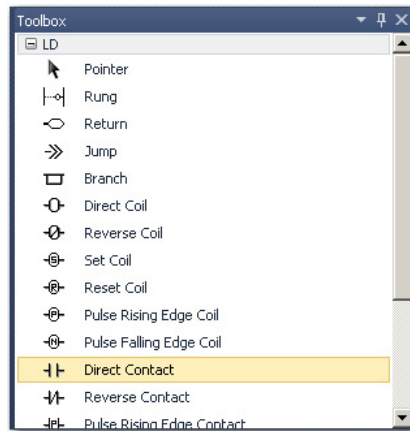 Toolbox
LD
Pointer
Rung
Return
Jump
Branch
Direct Coil
Reverse Coil
S Set Coil
R Reset Coil
P Pulse Rising Edge Coil
N Pulse Falling Edge Coil
Direct Contact
Reverse Contact
P Pulse Rising Edge Contact